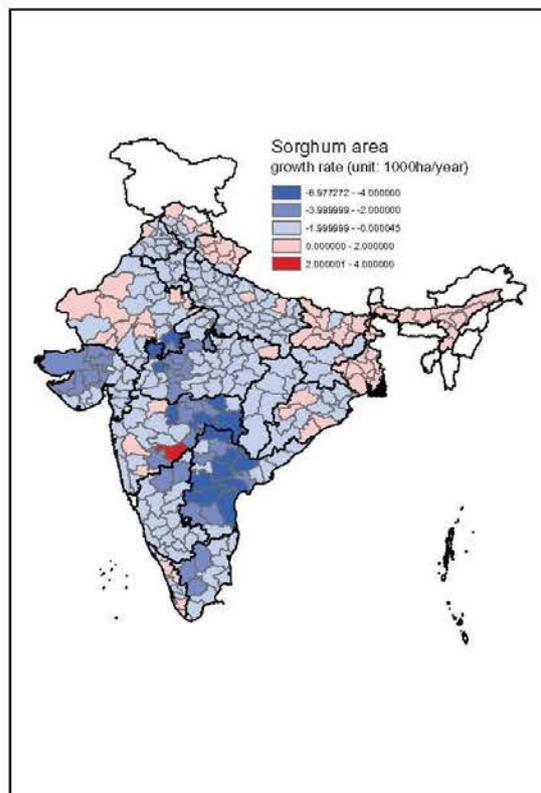 Sorghum area
growth rate (unit: 1000ha/year)
-6.977272 - -4.000000
-3.999999 - -2.000000
-1.999999 - -0.000045
0.000000 - 2.000000
2.000001 - 4.000000